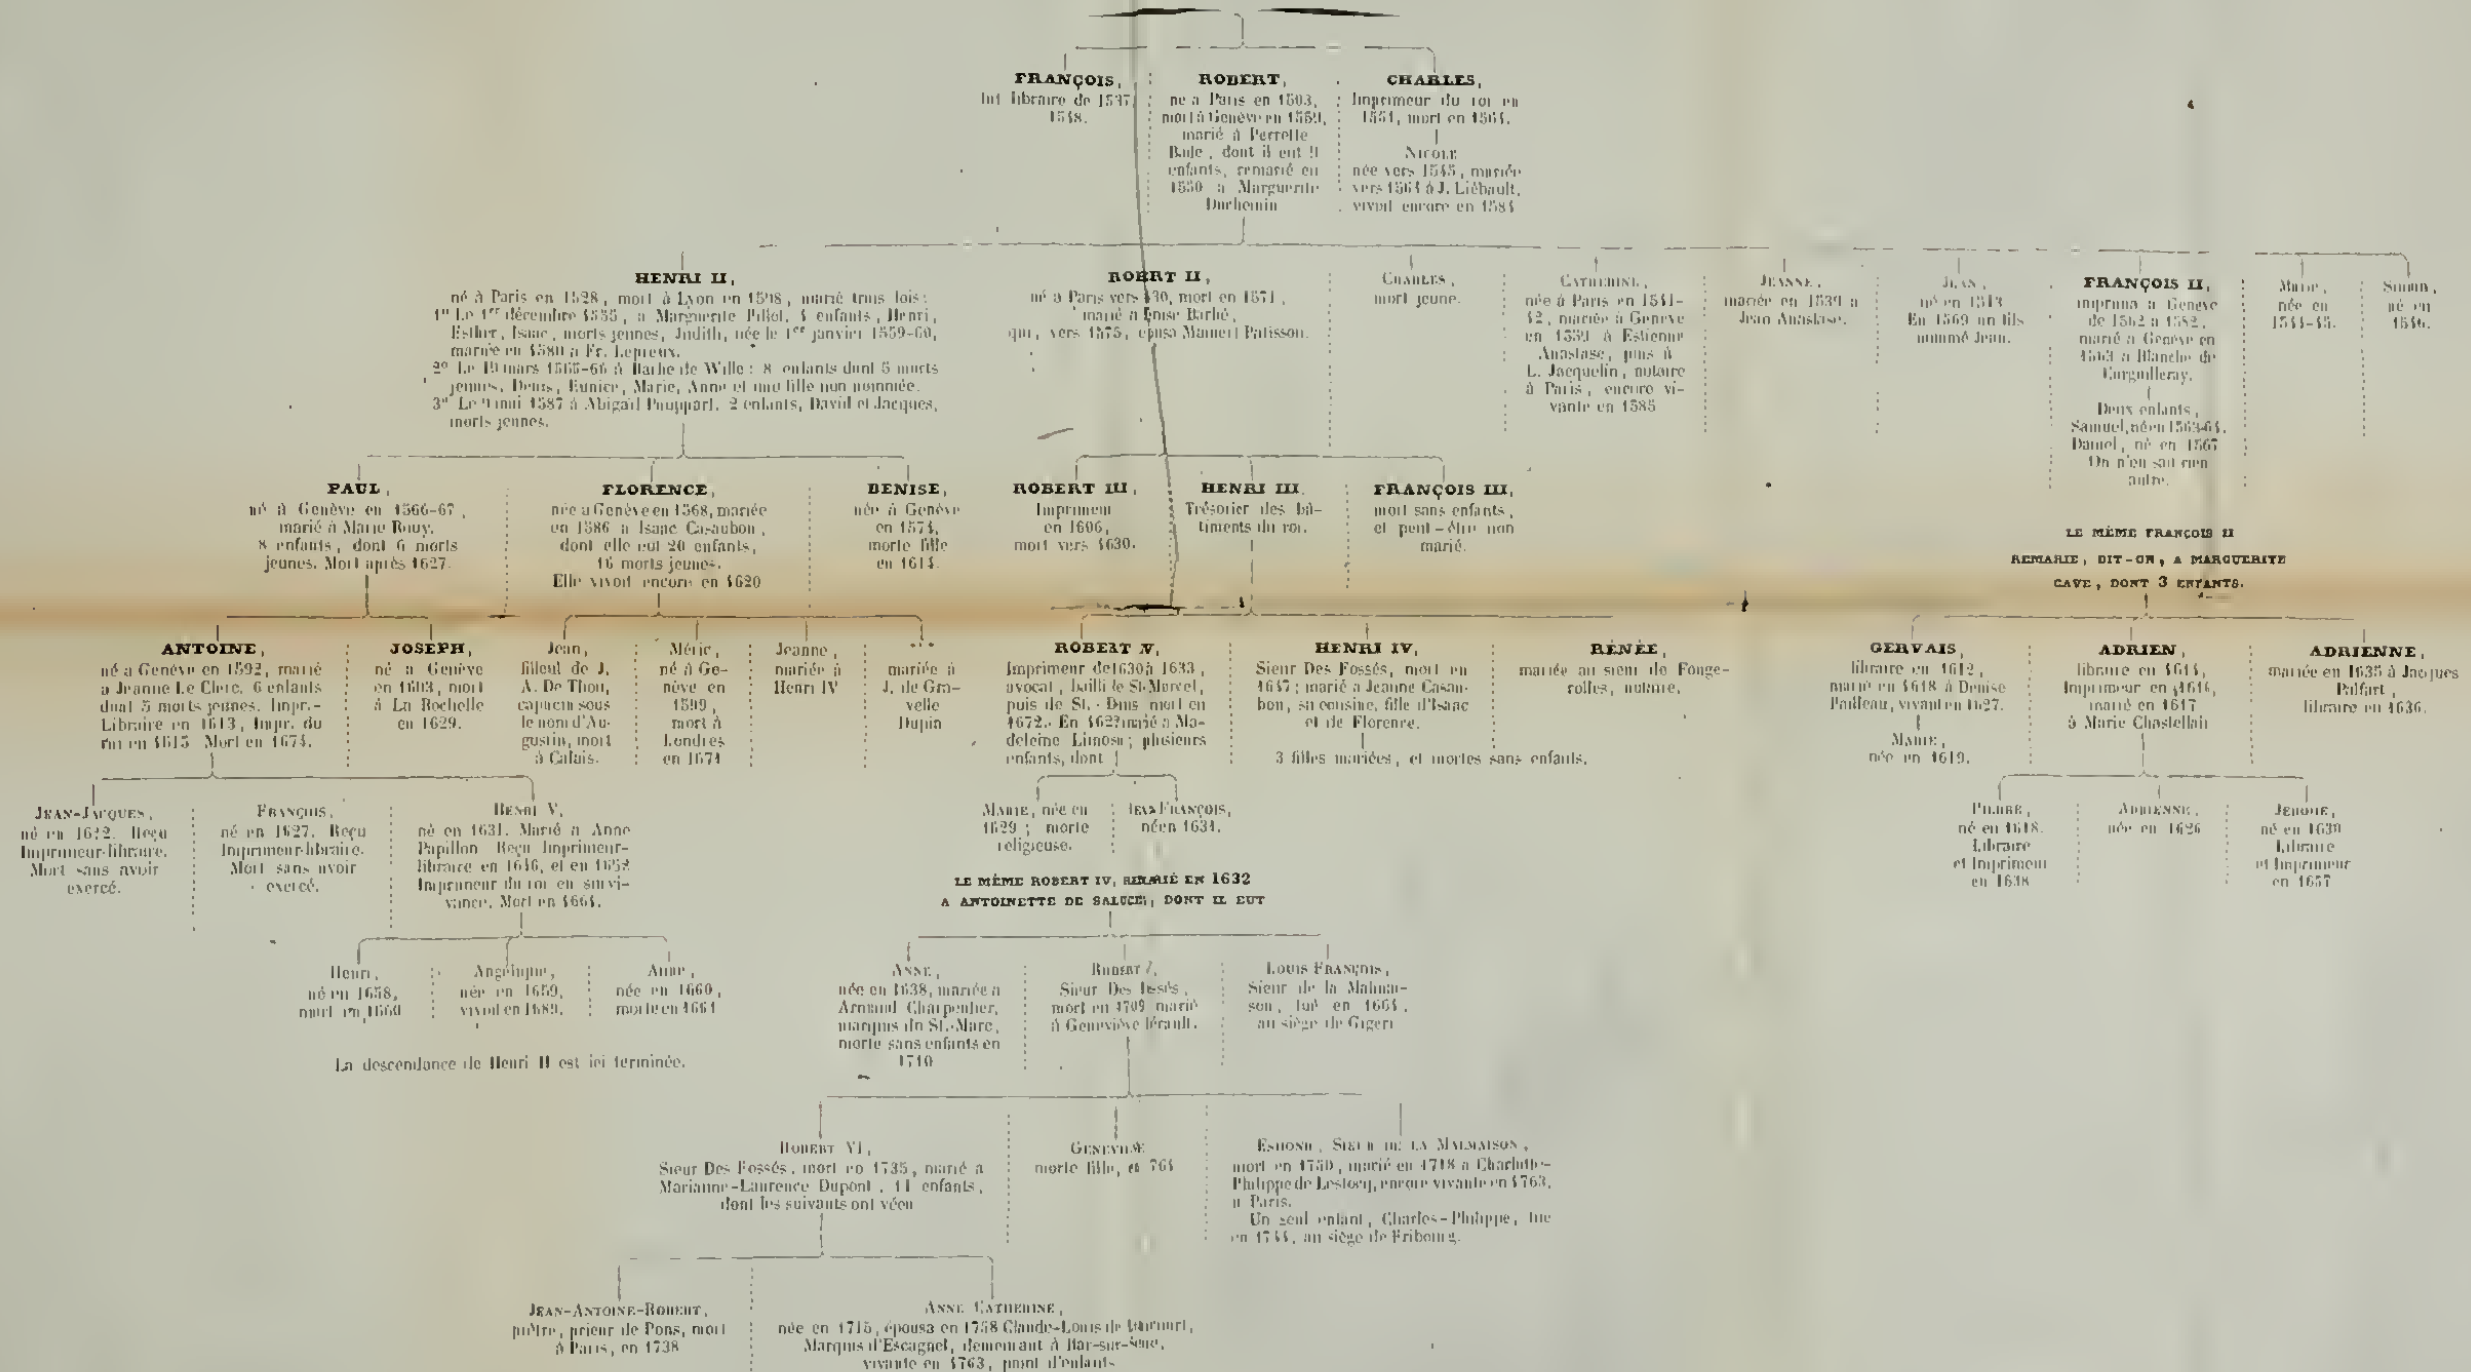 FRANÇOIS,
fut libraire de 1537
1548.
ROBERT,
né à Paris en 1503,
mort à Genève en 1559,
marié à Perrette
Bade, dont il eut 9
enfants, remarié en
1550 à Marguerite
Duchemin
CHARLES,
Imprimeur du roi en
1551, mort en 1564.
NICOLE
née vers 1545, mariée
vers 1564 à J. Liébault,
vivoit encore en 1584
HENRI II,
né à Paris en 1528, mort à Lyon en 1598, marié trois fois:
1° Le 1er décembre 1555, à Marguerite Pillot, 4 enfants, Henri,
Esther, Isaac, morts jeunes, Judith, née le 1er janvier 1559-60,
mariée en 1580 à Fr. Lepreux.
2° Le 19 mars 1565-66 à Barbe de Wille: 8 enfants dont 5 morts
jeunes, Denis, Eunice, Marie, Anne et une fille non nommée.
3° Le 9 mai 1587 à Abigail Pouppart. 2 enfants, David et Jacques,
morts jeunes.
ROBERT II,
né à Paris vers 1530, mort en 1571,
marié à Denise Barbé,
qui, vers 1575, épousa Mamert Patisson.
CHARLES,
mort jeune.
CATHERINE,
née à Paris en 1541-
42, mariée à Genève
en 1559 à Estienne
Anastase, puis à
L. Jacquelin, notaire
à Paris, encore vi-
vante en 1585
JEANNE,
mariée en 1539 à
Jean Anastase.
JEAN,
né en 1543
En 1569 un fils
nommé Jean.
FRANÇOIS II,
imprima à Genève
de 1562 à 1582,
marié à Genève en
1563 à Blanche de
Corguilleray.
Deux enfants,
Samuel, né en 1563-64.
Daniel, né en 1567
On n'en sait rien
autre.
MARIE,
née en
1544-45.
SIMON,
né en
1546.
PAUL,
né à Genève en 1566-67,
marié à Marie Rouy.
8 enfants, dont 6 morts
jeunes. Mort après 1627.
FLORENCE,
née à Genève en 1568, mariée
en 1586 à Isaac Casaubon,
dont elle eut 20 enfants,
16 morts jeunes.
Elle vivoit encore en 1620
DENISE,
née à Genève
en 1574,
morte fille
en 1614.
ROBERT III,
Imprimeur
en 1606,
mort vers 1630.
HENRI III.
Trésorier des bâ-
timents du roi.
FRANÇOIS III,
mort sans enfants,
et peut-être non
marié.
LE MÊME FRANÇOIS II
REMARIÉ, DIT-ON, A MARGUERITE
CAVE, DONT 3 ENFANTS.
ANTOINE,
né à Genève en 1592, marié
à Jeanne Le Clerc. 6 enfants
dont 5 morts jeunes. Impr.-
Libraire en 1613, Impr. du
roi en 1615 Mort en 1674.
JOSEPH,
né à Genève
en 1603, mort
à La Rochelle
en 1629.
Jean,
filleul de J.
A. De Thou,
capucin sous
le nom d'Au-
gustin, mort
à Calais.
Méric,
né à Ge-
nève en
1599,
mort à
Londres
en 1671
Jeanne,
mariée à
Henri IV
...
mariée à
J. de Gra-
velle
Dupin
ROBERT IV,
Imprimeur de 1630 à 1633,
avocat, bailli de St-Marcel,
puis de St.-Denis mort en
1672. En 1622 marié à Ma-
deleine Limosin; plusieurs
enfants, dont
HENRI IV,
Sieur Des Fossés, mort en
1647; marié à Jeanne Casau-
bon, sa cousine, fille d'Isaac
et de Florence.
3 filles mariées, et mortes sans enfants.
RÉNÉE,
mariée au sieur de Fouge-
rolles, notaire.
GERVAIS,
libraire en 1612,
marié en 1618 à Denise
Pailleau, vivant en 1627.
MARIE,
née en 1619.
ADRIEN,
libraire en 1614,
Imprimeur en 1616,
marié en 1617
à Marie Chastellain
ADRIENNE,
mariée en 1635 à Jacques
Palfart,
libraire en 1636.
JEAN-JACQUES,
né en 1622. Reçu
Imprimeur-libraire.
Mort sans avoir
exercé.
FRANÇOIS,
né en 1627. Reçu
Imprimeur-libraire.
Mort sans avoir
exercé.
HENRI V,
né en 1631. Marié à Anne
Papillon Reçu Imprimeur-
libraire en 1646, et en 1652
Imprimeur du roi en survi-
vance. Mort en 1661.
MARIE, née en
1629; morte
religieuse.
JEAN FRANÇOIS,
né en 1631.
PIERRE,
né en 1618.
Libraire
et Imprimeur
en 1638
ADRIENNE,
née en 1626
JÉRÔME,
né en 1630
Libraire
et Imprimeur
en 1657
LE MÊME ROBERT IV, REMARIÉ EN 1632
A ANTOINETTE DE SALUCES, DONT IL EUT
Henri,
né en 1658,
mort en 1660
Angélique,
née en 1659,
vivoit en 1689.
Anne,
née en 1660,
morte en 1661
ANNE,
née en 1638, mariée à
Armand Charpentier,
marquis de St.-Marc,
morte sans enfants en
1710
ROBERT V,
Sieur Des Fossés,
mort en 1709 marié
à Geneviève Hérault.
LOUIS FRANÇOIS,
Sieur de la Malmai-
son, tué en 1664,
au siège de Gigeri
La descendance de Henri II est ici terminée.
ROBERT VI,
Sieur Des Fossés, mort en 1735, marié à
Marianne-Laurence Dupont, 11 enfants,
dont les suivants ont vécu
GENEVIÈVE
morte fille, en 1764
ESMOND, SIEUR DE LA MALMAISON,
mort en 1750, marié en 1718 à Charlotte-
Philippe de Lestocq, encore vivante en 1763,
à Paris.
Un seul enfant, Charles-Philippe, tué
en 1744, au siège de Fribourg.
JEAN-ANTOINE-ROBERT,
prêtre, prieur de Pons, mort
à Paris, en 1738
ANNE CATHERINE,
née en 1715, épousa en 1758 Claude-Louis de
Marquis d'Escagnel, demeurant à Bar-sur-Seine,
vivante en 1763, point d'enfants